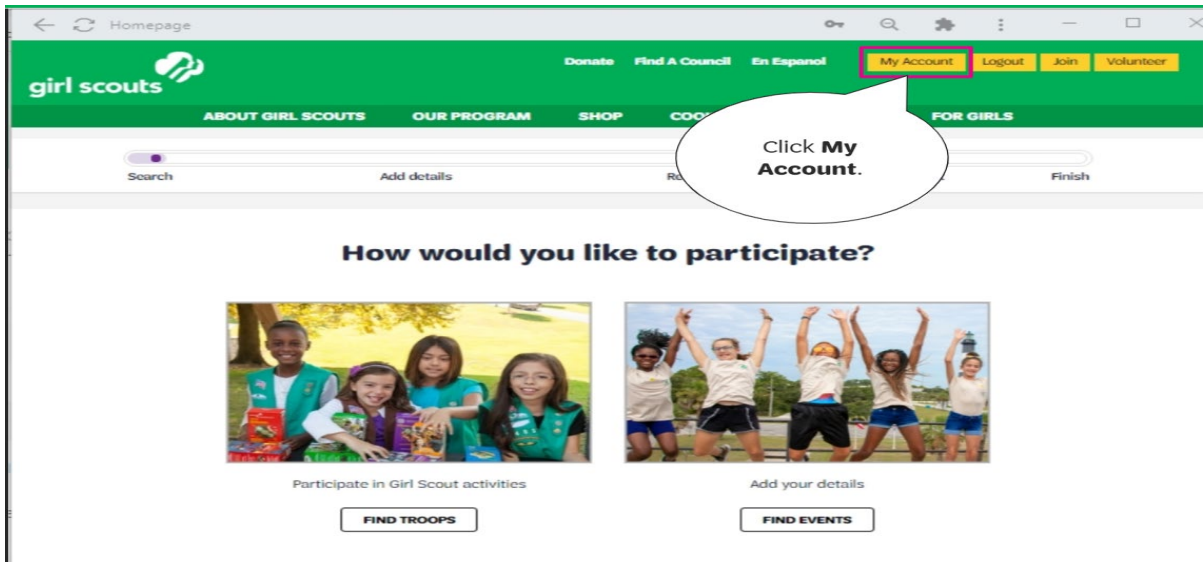 Homepage
girl scouts
Donate Find A Council En Espanol My Account Logout Join Volunteer
ABOUT GIRL SCOUTS OUR PROGRAM SHOP FOR GIRLS
Click My
Account.
Search Add details Finish
How would you like to participate?
Participate in Girl Scout activities Add your details
FIND TROOPS FIND EVENTS